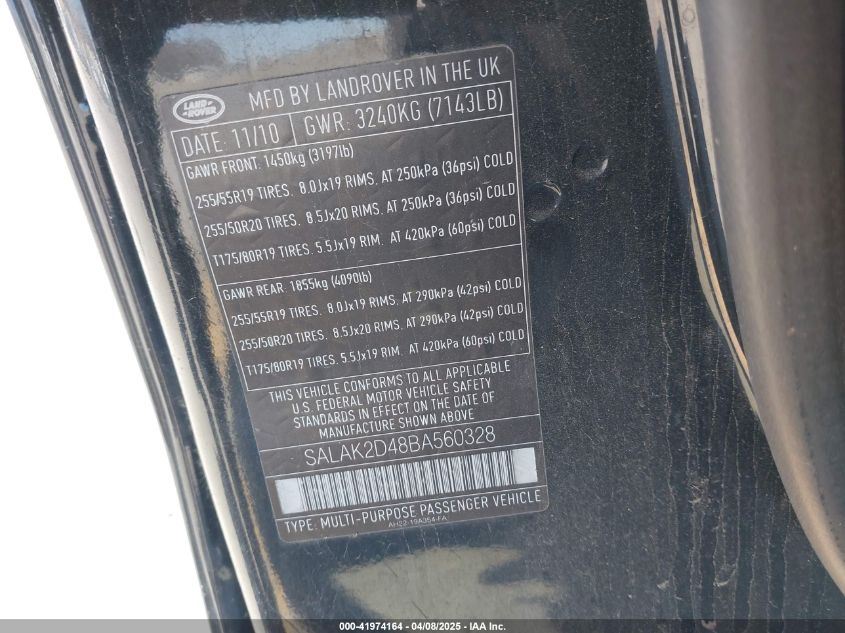 LAND ROVER
MFD BY LANDROVER IN THE UK
DATE: 11/10 GWR: 3240KG (7143LB)
GAWR FRONT: 1450kg (3197lb)
255/55R19 TIRES. 8.0Jx19 RIMS. AT 250kPa (36psi) COLD
255/50R20 TIRES. 8.5Jx20 RIMS. AT 250kPa (36psi) COLD
T175/80R19 TIRES. 5.5Jx19 RIM. AT 420kPa (60psi) COLD
GAWR REAR: 1855kg (4090lb)
255/55R19 TIRES. 8.0Jx19 RIMS. AT 290kPa (42psi) COLD
255/50R20 TIRES. 8.5Jx20 RIMS. AT 290kPa (42psi) COLD
T175/80R19 TIRES. 5.5Jx19 RIM. AT 420kPa (60psi) COLD
THIS VEHICLE CONFORMS TO ALL APPLICABLE
U.S. FEDERAL MOTOR VEHICLE SAFETY
STANDARDS IN EFFECT ON THE DATE OF
MANUFACTURE SHOWN ABOVE
SALAK2D48BA560328
TYPE: MULTI-PURPOSE PASSENGER VEHICLE
AH22-19A354-FA
000-41974164 - 04/08/2025 - IAA Inc.